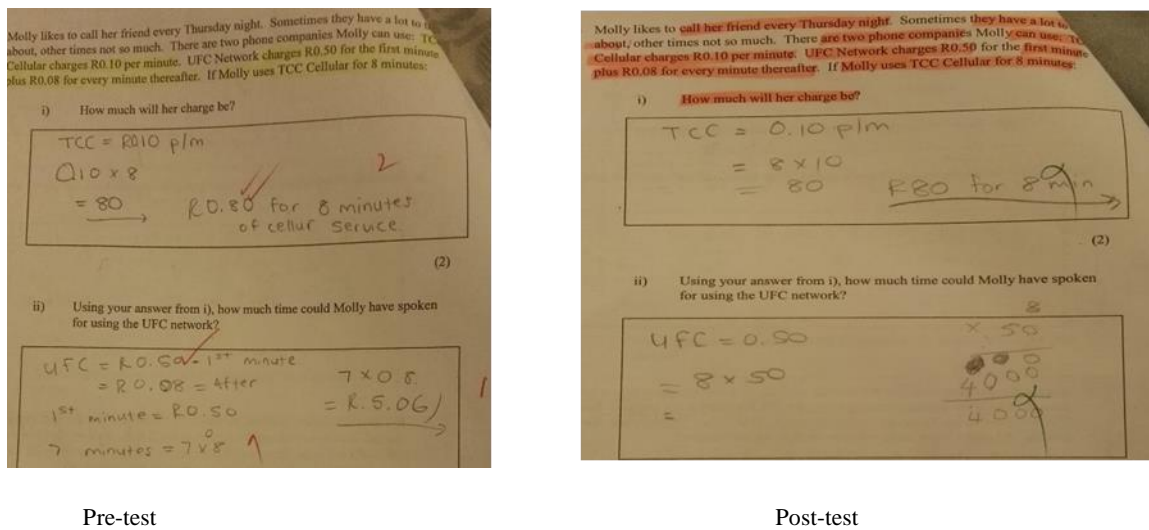 Molly likes to call her friend every Thursday night. Sometimes they have a lot to
about, other times not so much. There are two phone companies Molly can use: TC
Cellular charges R0.10 per minute. UFC Network charges R0.50 for the first minute
plus R0.08 for every minute thereafter. If Molly uses TCC Cellular for 8 minutes:
i) How much will her charge be?
TCC = R010 p/m
010 x 8
= 80
2
R0.80 for 8 minutes
of cellur service.
(2)
ii) Using your answer from i), how much time could Molly have spoken
for using the UFC network?
UFC = R0.50 - 1st minute
= R0.08 = After
1st minute = R0.50
7 minutes = 7x8
7 x 08
= R.5.06
1
Pre-test
Molly likes to call her friend every Thursday night. Sometimes they have a lot to
about, other times not so much. There are two phone companies Molly can use: TC
Cellular charges R0.10 per minute. UFC Network charges R0.50 for the first minute
plus R0.08 for every minute thereafter. If Molly uses TCC Cellular for 8 minutes:
i) How much will her charge be?
TCC = 0.10 p/m
= 8 x 10
= 80
R80 for 8 min
(2)
ii) Using your answer from i), how much time could Molly have spoken
for using the UFC network?
UFC = 0.50
= 8 x 50
=
8
x 50
0
4000
4000
Post-test